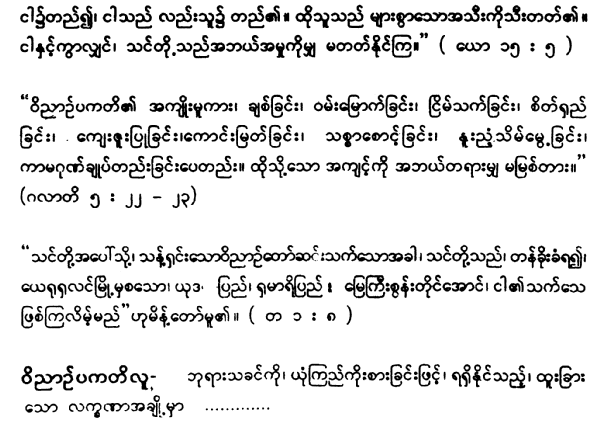 ငါ၌တည်၍၊ ငါသည် လည်းသူ၌ တည်၏။ ထိုသူသည် များစွာသောအသီးကိုသီးတတ်၏။
ငါနှင့်ကွာလျှင်၊ သင်တို့သည်အဘယ်အမှုကိုမျှ မတတ်နိုင်ကြ။” ( ယော ၁၅ : ၅ )
“ဝိညာဉ်ပကတိ၏ အကျိုးမူကား၊ ချစ်ခြင်း၊ ဝမ်းမြောက်ခြင်း၊ ငြိမ်သက်ခြင်း၊ စိတ်ရှည်
ခြင်း၊ ကျေးဇူးပြုခြင်း၊ကောင်းမြတ်ခြင်း၊ သစ္စာစောင့်ခြင်း၊ နူးညံ့သိမ်မွေ့ခြင်း၊
ကာမဂုဏ်ချုပ်တည်းခြင်းပေတည်း။ ထိုသို့သော အကျင့်ကို အဘယ်တရားမျှ မမြစ်တား။”
(ဂလာတိ ၅ : ၂၂ – ၂၃)
“သင်တို့အပေါ်သို့၊ သန့်ရှင်းသောဝိညာဉ်တော်ဆင်းသက်သောအခါ၊ သင်တို့သည်၊ တန်ခိုးခံရ၍၊
ယေရုရှလင်မြို့မှစသော၊ ယုဒ ပြည်၊ ရှမာရိပြည်၊ မြေကြီးစွန်းတိုင်အောင်၊ ငါ၏သက်သေ
ဖြစ်ကြလိမ့်မည်”ဟုမိန့်တော်မူ၏။ ( တ ၁ : ၈ )
ဝိညာဉ်ပကတိလူ- ဘုရားသခင်ကို၊ ယုံကြည်ကိုးစားခြင်းဖြင့်၊ ရရှိနိုင်သည့်၊ ထူးခြား
သော လက္ခဏာအချို့မှာ .............